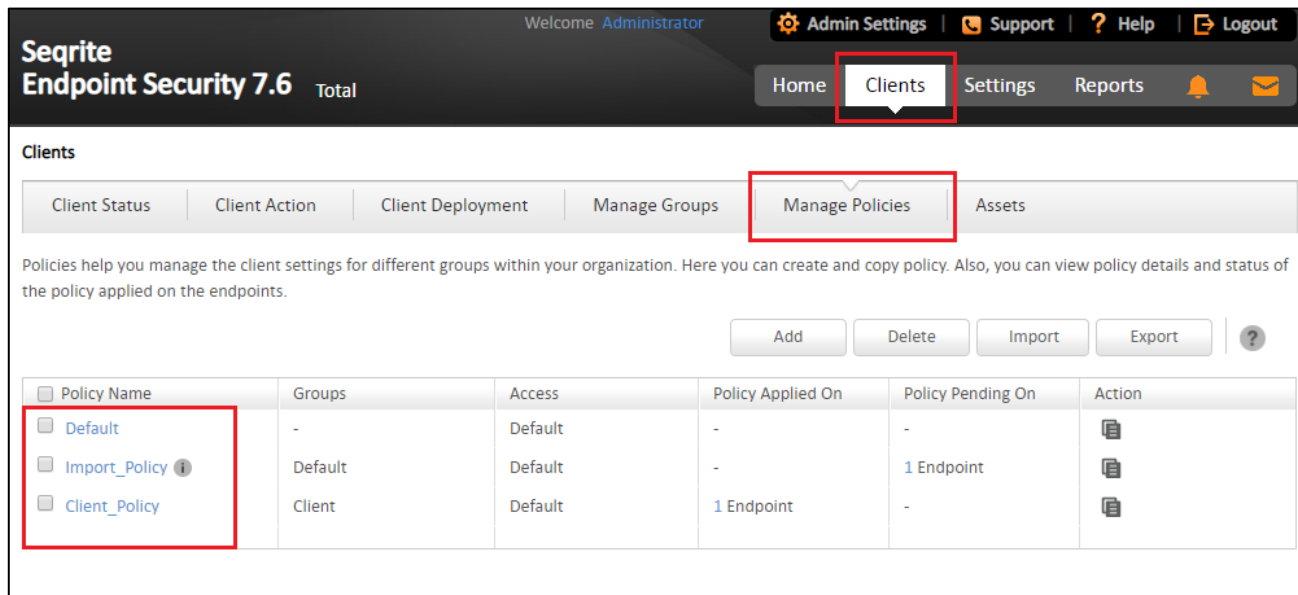 Welcome Administrator
Admin Settings | Support | ? Help | Logout
Seqrite
Endpoint Security 7.6 Total
Home Clients Settings Reports
Clients
Client Status Client Action Client Deployment Manage Groups Manage Policies Assets
Policies help you manage the client settings for different groups within your organization. Here you can create and copy policy. Also, you can view policy details and status of
the policy applied on the endpoints.
Add Delete Import Export ?
Policy Name Groups Access Policy Applied On Policy Pending On Action
Default - Default - -
Import_Policy i Default Default - 1 Endpoint
Client_Policy Client Default 1 Endpoint -